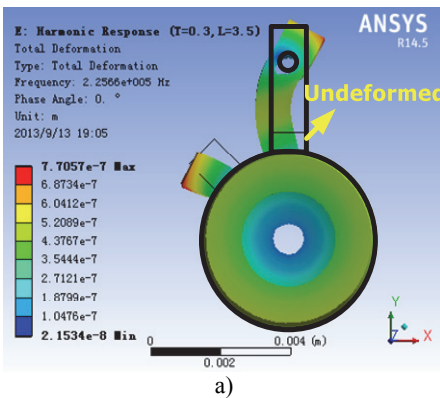 E: Harmonic Response (T=0.3,L=3.5)
Total Deformation
Type: Total Deformation
Frequency: 2.2566e+005 Hz
Phase Angle: 0. °
Unit: m
2013/9/13 19:05
ANSYS
R14.5
Undeformed
7.7057e-7 Max
6.8734e-7
6.0412e-7
5.2089e-7
4.3767e-7
3.5444e-7
2.7121e-7
1.8799e-7
1.0476e-7
2.1534e-8 Min
0
0.004 (m)
0.002
Y
Z
X
a)